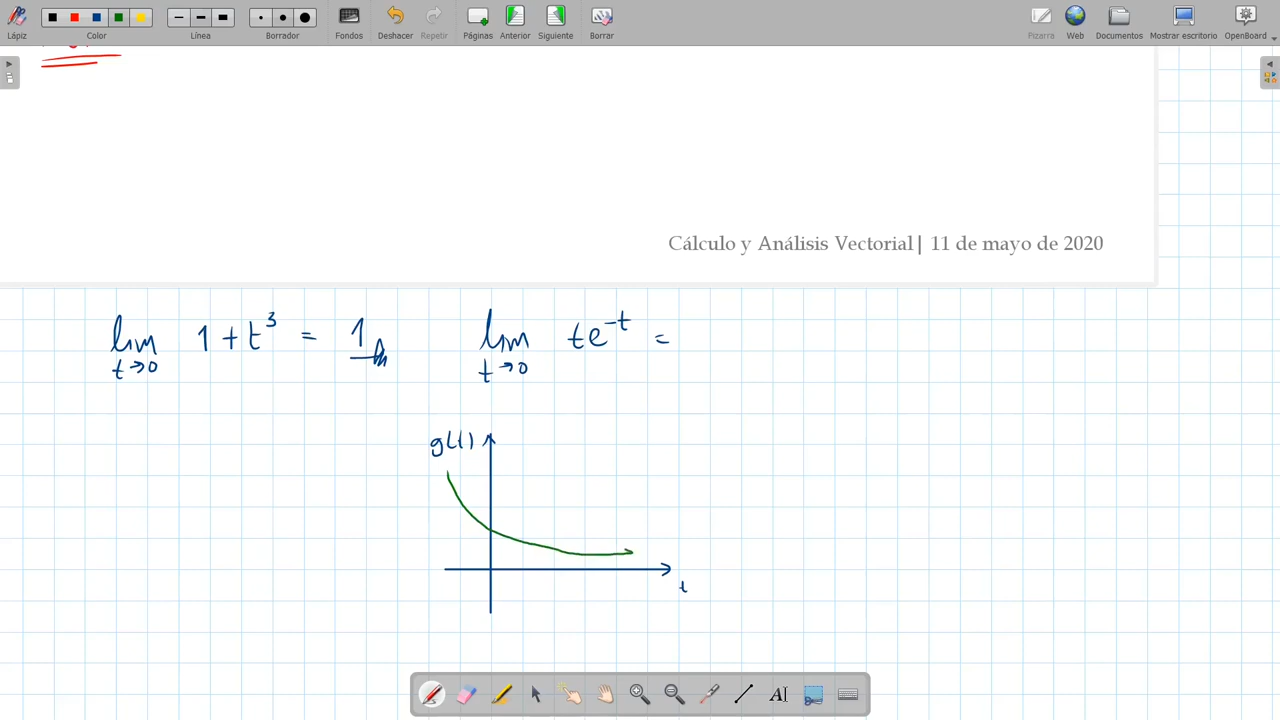 Lápiz Color Línea Borrador Fondos Deshacer Repetir Páginas Anterior Siguiente Borrar Pizarra Web Documentos Mostrar escritorio OpenBoard
Cálculo y Análisis Vectorial| 11 de mayo de 2020
lim t→0 1 + t³ = 1 lim t→0 te⁻ᵗ =
g(t)
t
AI